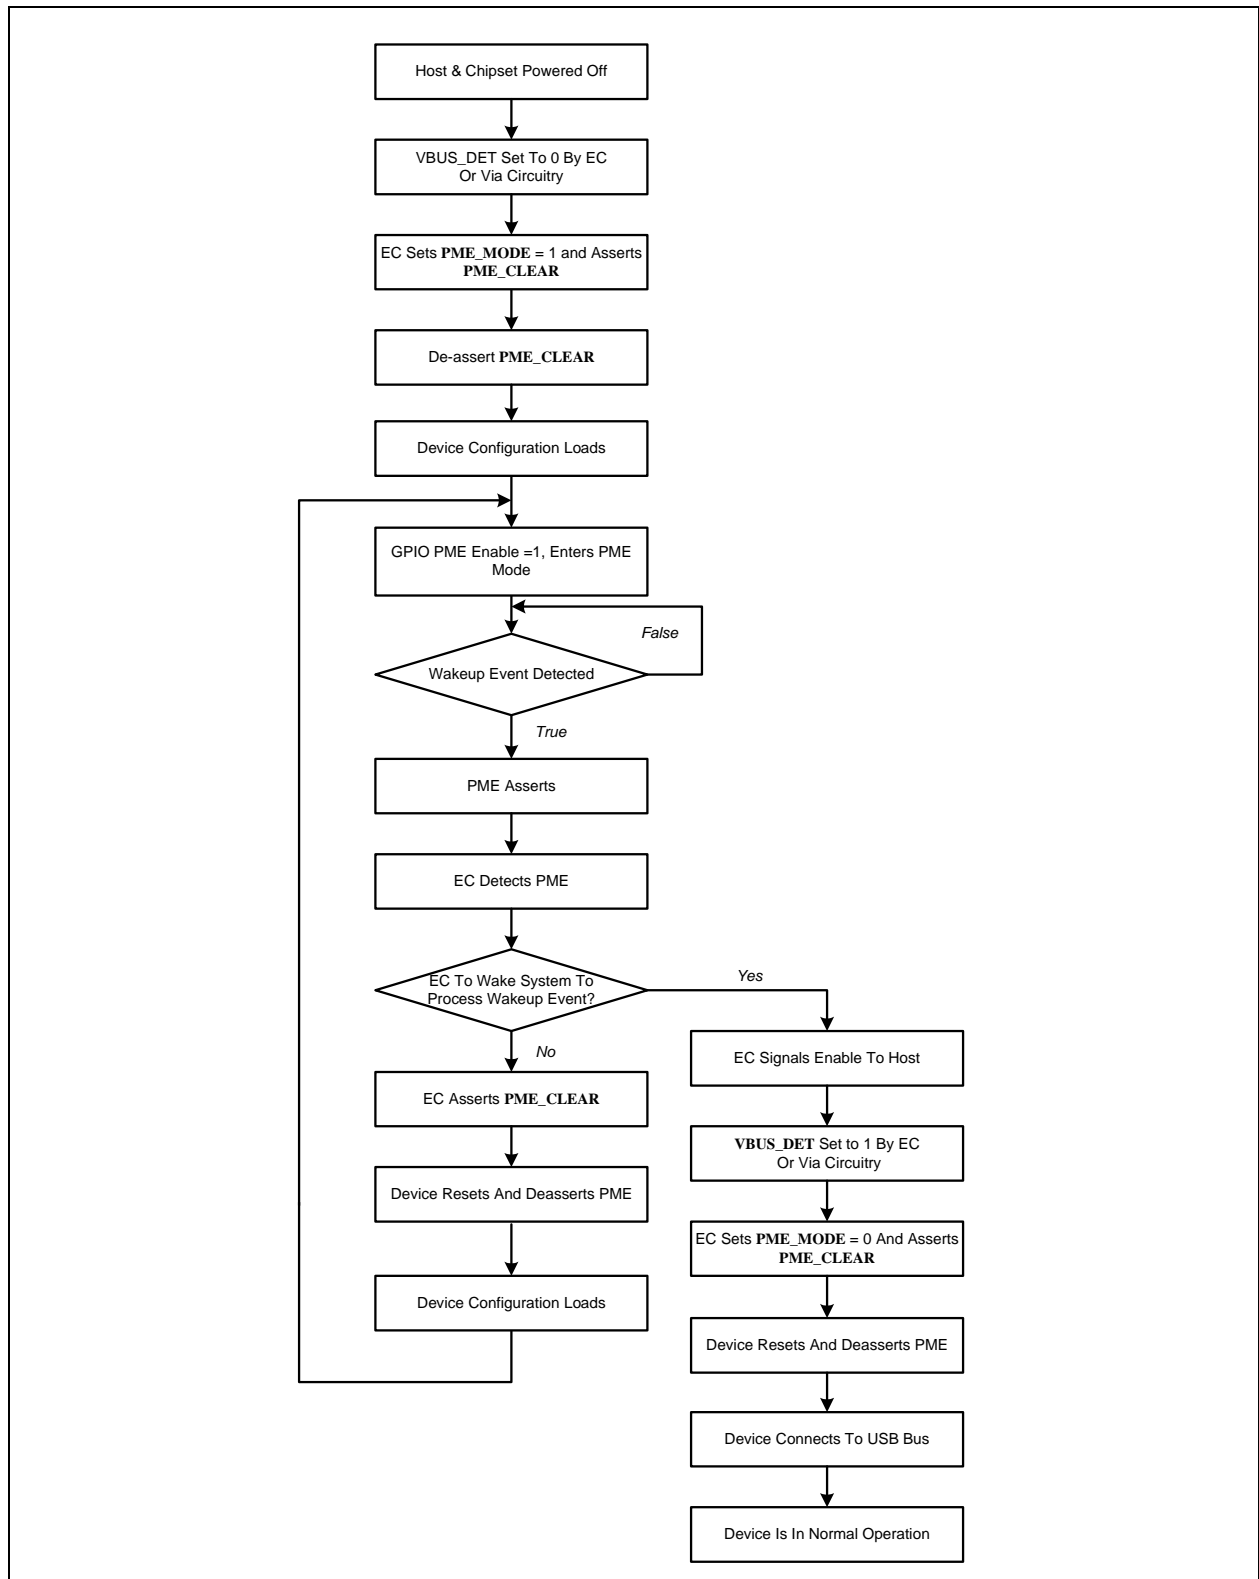 Host & Chipset Powered Off
VBUS_DET Set To 0 By EC
Or Via Circuitry
EC Sets PME_MODE = 1 and Asserts
PME_CLEAR
De-assert PME_CLEAR
Device Configuration Loads
GPIO PME Enable =1, Enters PME
Mode
False
Wakeup Event Detected
True
PME Asserts
EC Detects PME
EC To Wake System To
Process Wakeup Event?
Yes
No
EC Asserts PME_CLEAR
Device Resets And Deasserts PME
Device Configuration Loads
EC Signals Enable To Host
VBUS_DET Set to 1 By EC
Or Via Circuitry
EC Sets PME_MODE = 0 And Asserts
PME_CLEAR
Device Resets And Deasserts PME
Device Connects To USB Bus
Device Is In Normal Operation